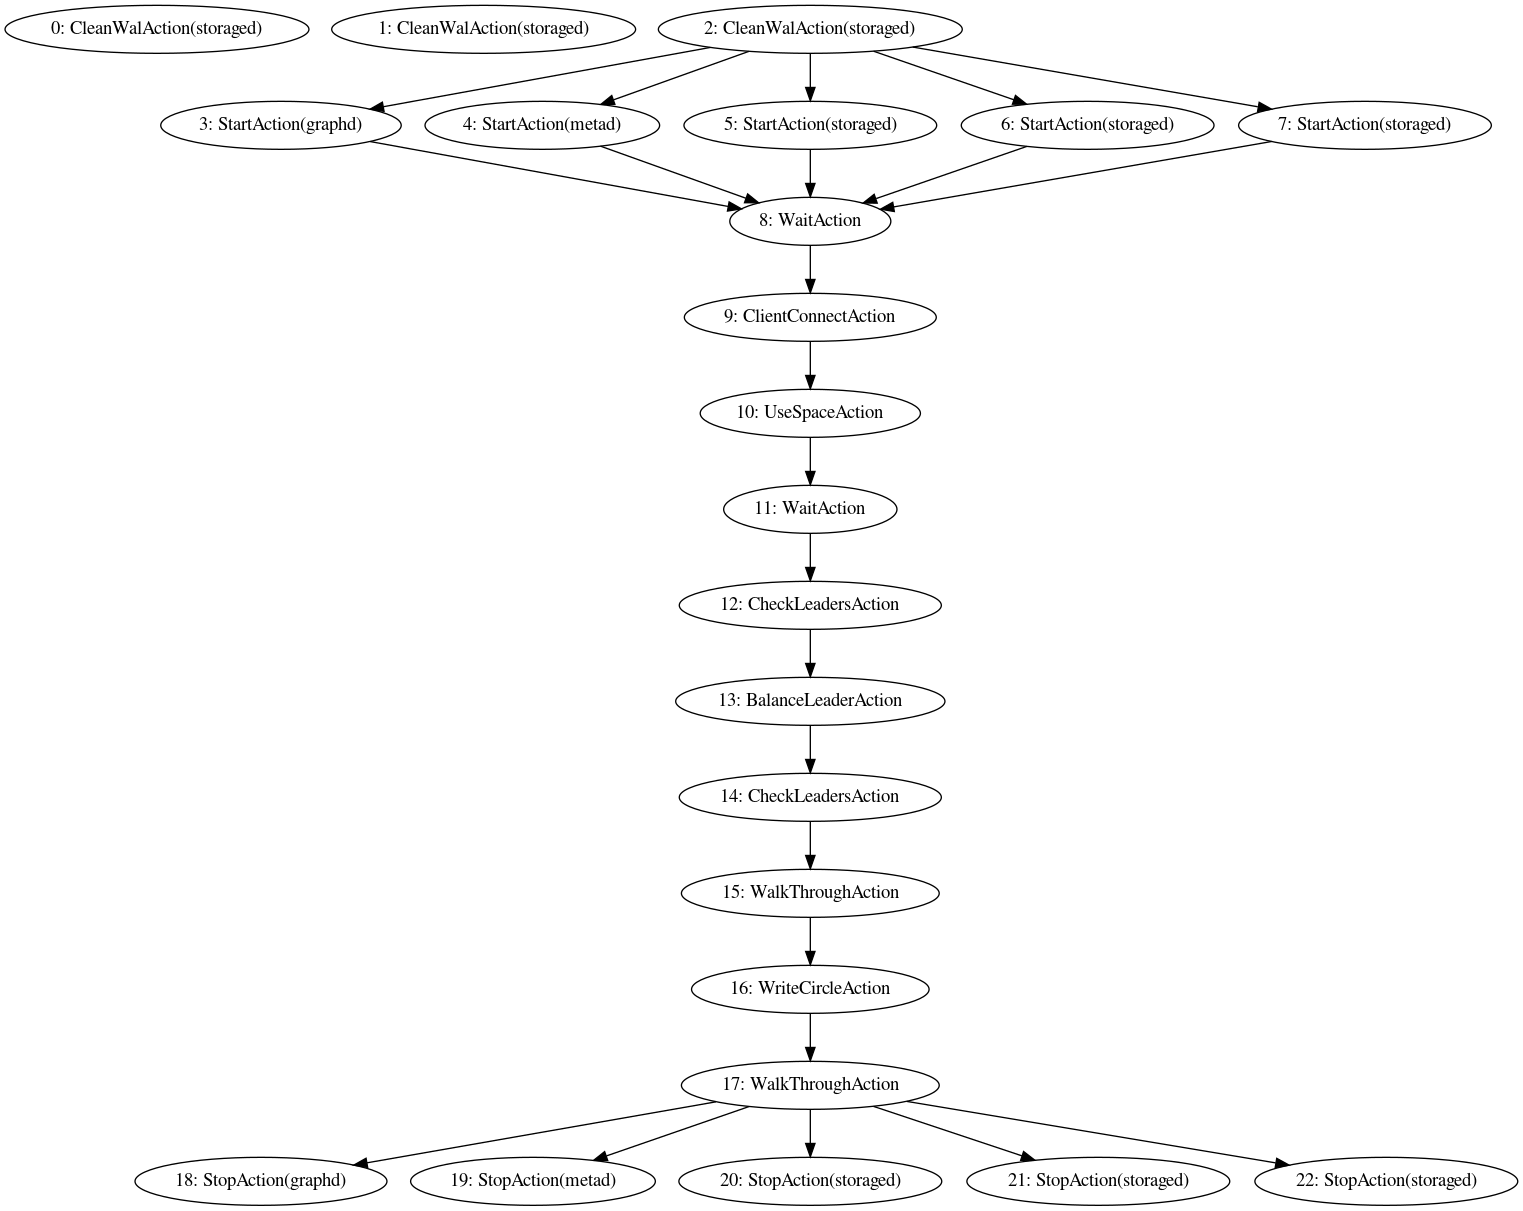 0: CleanWalAction(storaged)
1: CleanWalAction(storaged)
2: CleanWalAction(storaged)
3: StartAction(graphd)
4: StartAction(metad)
5: StartAction(storaged)
6: StartAction(storaged)
7: StartAction(storaged)
8: WaitAction
9: ClientConnectAction
10: UseSpaceAction
11: WaitAction
12: CheckLeadersAction
13: BalanceLeaderAction
14: CheckLeadersAction
15: WalkThroughAction
16: WriteCircleAction
17: WalkThroughAction
18: StopAction(graphd)
19: StopAction(metad)
20: StopAction(storaged)
21: StopAction(storaged)
22: StopAction(storaged)